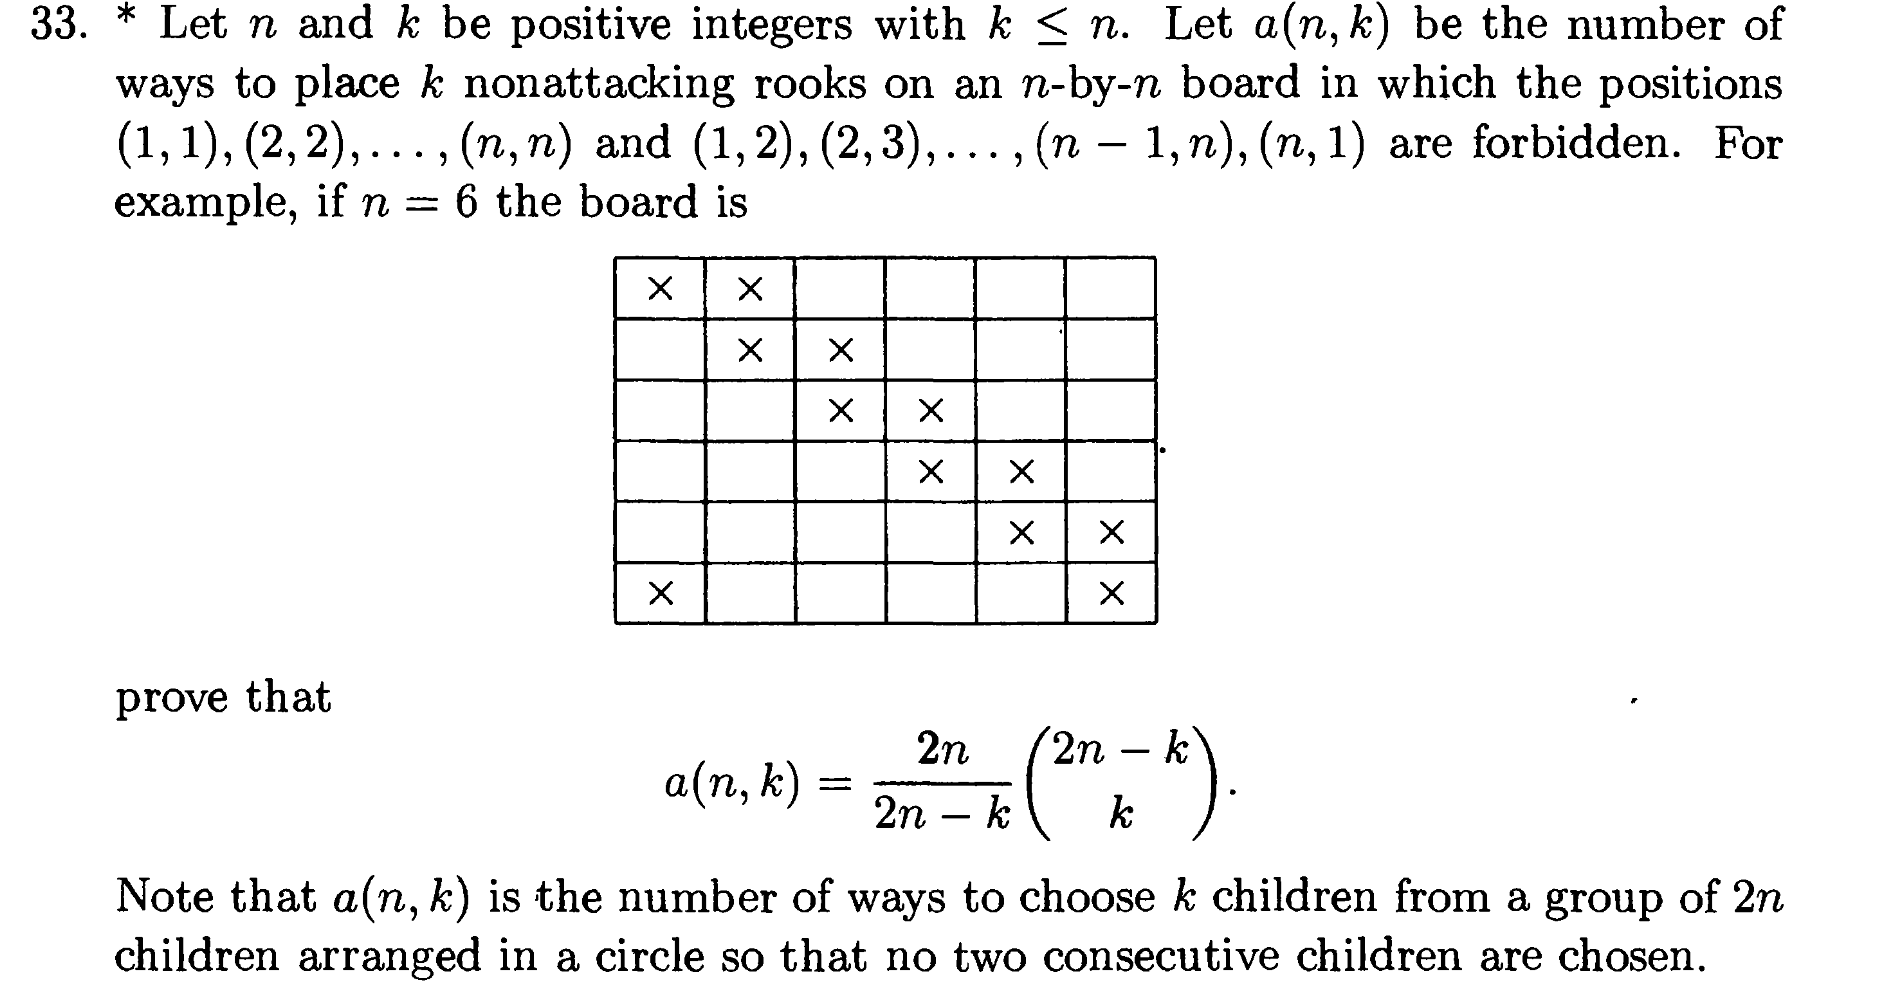 33. * Let n and k be positive integers with k ≤ n. Let a(n, k) be the number of
ways to place k nonattacking rooks on an n-by-n board in which the positions
(1, 1), (2, 2), . . . , (n, n) and (1, 2), (2, 3), . . . , (n − 1, n), (n, 1) are forbidden. For
example, if n = 6 the board is
× ×
× ×
× ×
× ×
× ×
× ×
.
prove that
a(n, k) = \frac{2n}{2n − k} \binom{2n − k}{k}.
Note that a(n, k) is the number of ways to choose k children from a group of 2n
children arranged in a circle so that no two consecutive children are chosen.